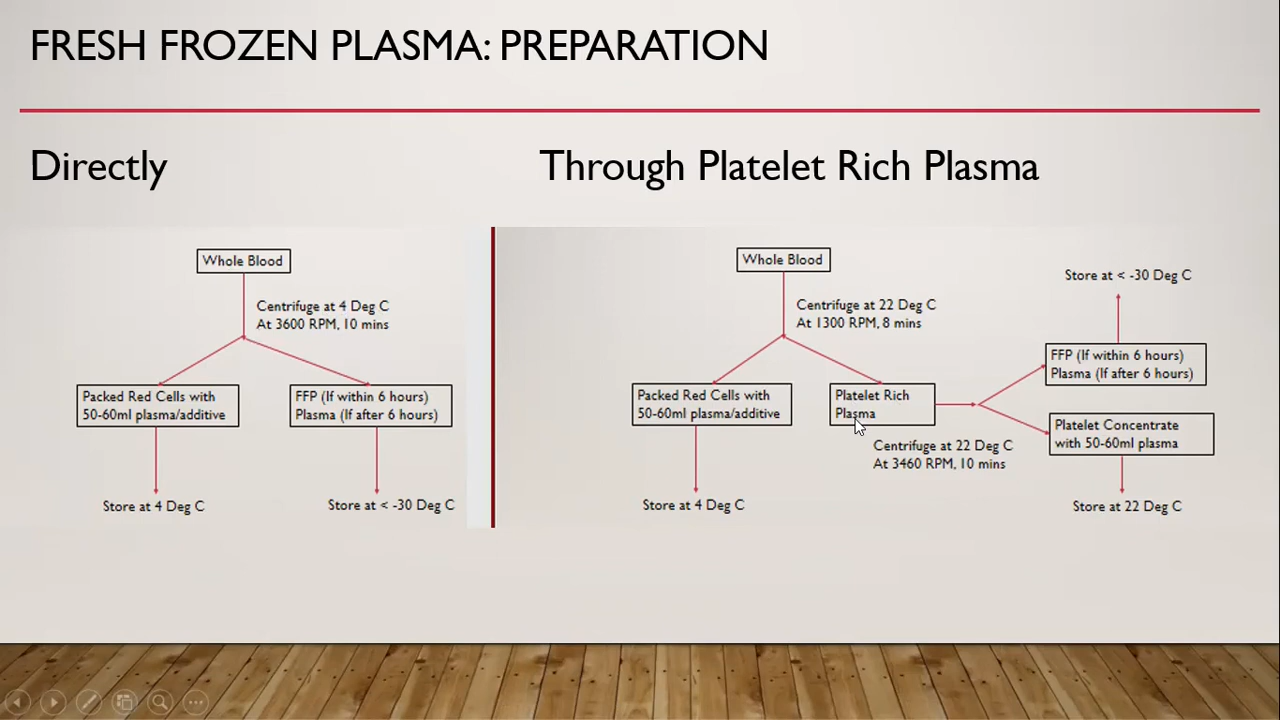 FRESH FROZEN PLASMA: PREPARATION
Directly
Whole Blood
Centrifuge at 4 Deg C
At 3600 RPM, 10 mins
Packed Red Cells with
50-60ml plasma/additive
FFP (If within 6 hours)
Plasma (If after 6 hours)
Store at 4 Deg C
Store at < -30 Deg C
Through Platelet Rich Plasma
Whole Blood
Centrifuge at 22 Deg C
At 1300 RPM, 8 mins
Packed Red Cells with
50-60ml plasma/additive
Store at 4 Deg C
Platelet Rich
Plasma
Centrifuge at 22 Deg C
At 3460 RPM, 10 mins
Store at < -30 Deg C
FFP (If within 6 hours)
Plasma (If after 6 hours)
Platelet Concentrate
with 50-60ml plasma
Store at 22 Deg C